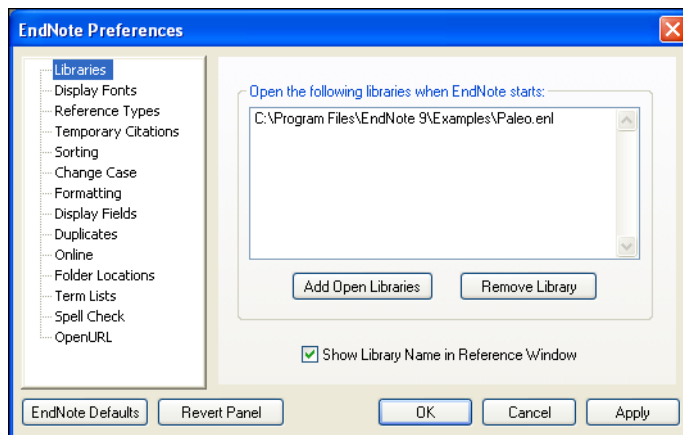 EndNote Preferences
Libraries
Display Fonts
Reference Types
Temporary Citations
Sorting
Change Case
Formatting
Display Fields
Duplicates
Online
Folder Locations
Term Lists
Spell Check
OpenURL
Open the following libraries when EndNote starts:
C:\Program Files\EndNote 9\Examples\Paleo.enl
Add Open Libraries Remove Library
Show Library Name in Reference Window
EndNote Defaults Revert Panel OK Cancel Apply